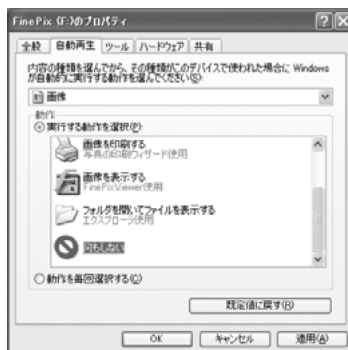 FinePix (F:)のプロパティ
全般 自動再生 ツール ハードウェア 共有
内容の種類を選んでから、その種類がこのデバイスで使われた場合に Windows
が自動的に実行する動作を選んでください(S):
画像
動作
実行する動作を選択(P):
画像を印刷する
写真の印刷ウィザード使用
画像を表示する
FinePixViewer使用
フォルダを開いてファイルを表示する
エクスプローラ使用
何もしない
動作を毎回選択する(C)
既定値に戻す(R)
OK キャンセル 適用(A)